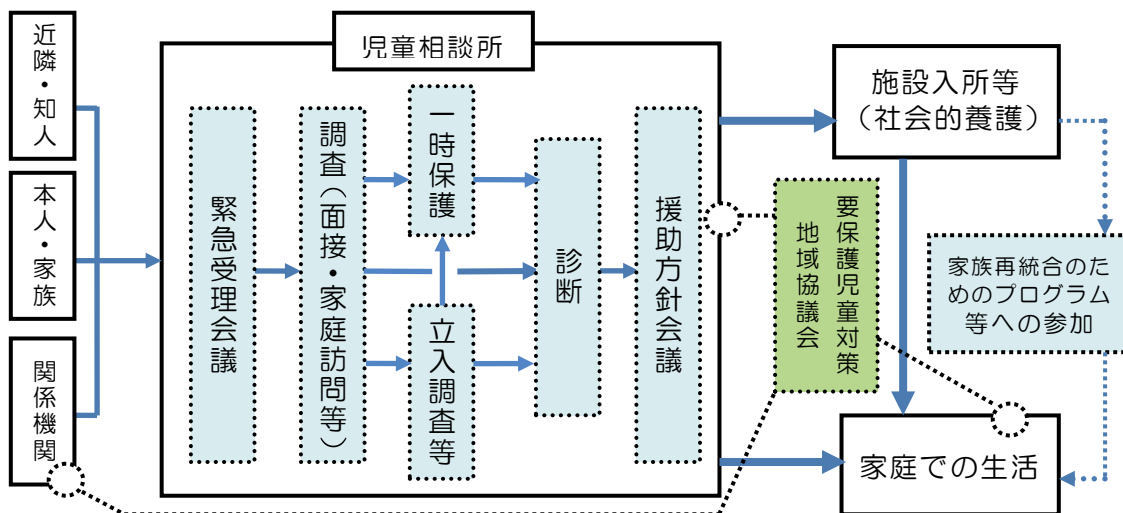 近隣・知人
本人・家族
関係機関
児童相談所
緊急受理会議
調査（面接・家庭訪問等）
一時保護
立入調査等
診断
援助方針会議
要保護児童対策
地域協議会
施設入所等
（社会的養護）
家族再統合のた
めのプログラム
等への参加
家庭での生活